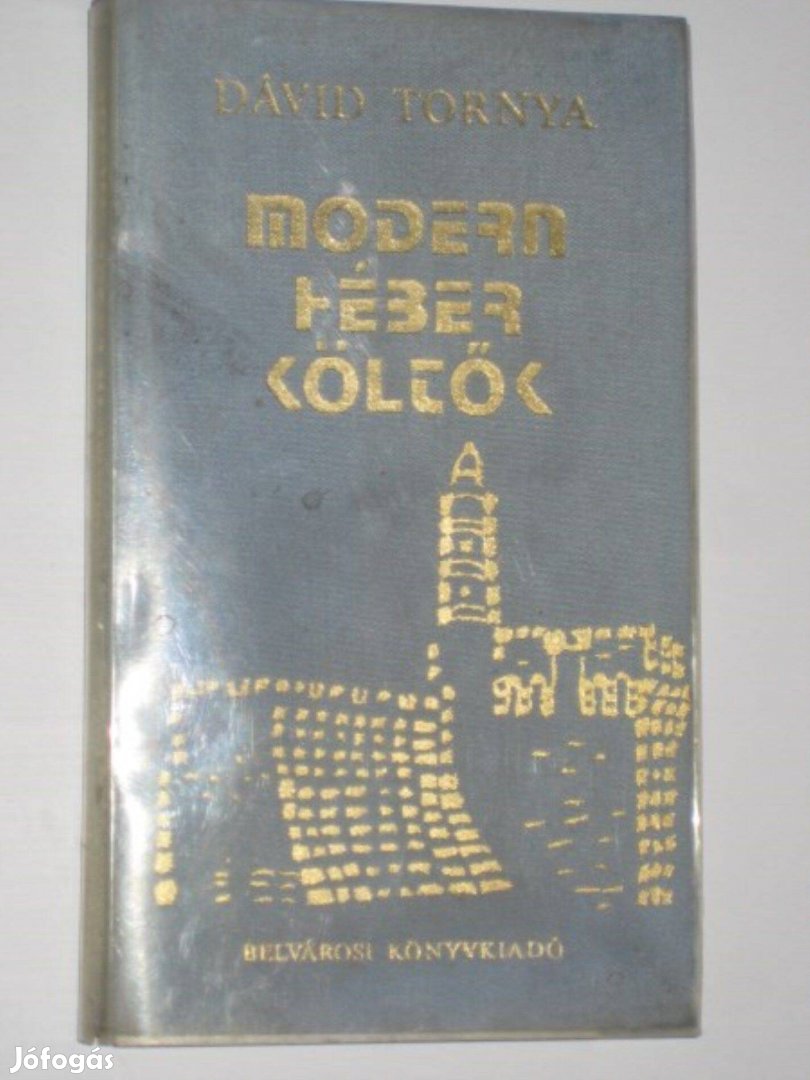 DÁVID TORNYA
MODERN
HÉBER
KÖLTŐK
BELVÁROSI KÖNYVKIADÓ
Jófogás